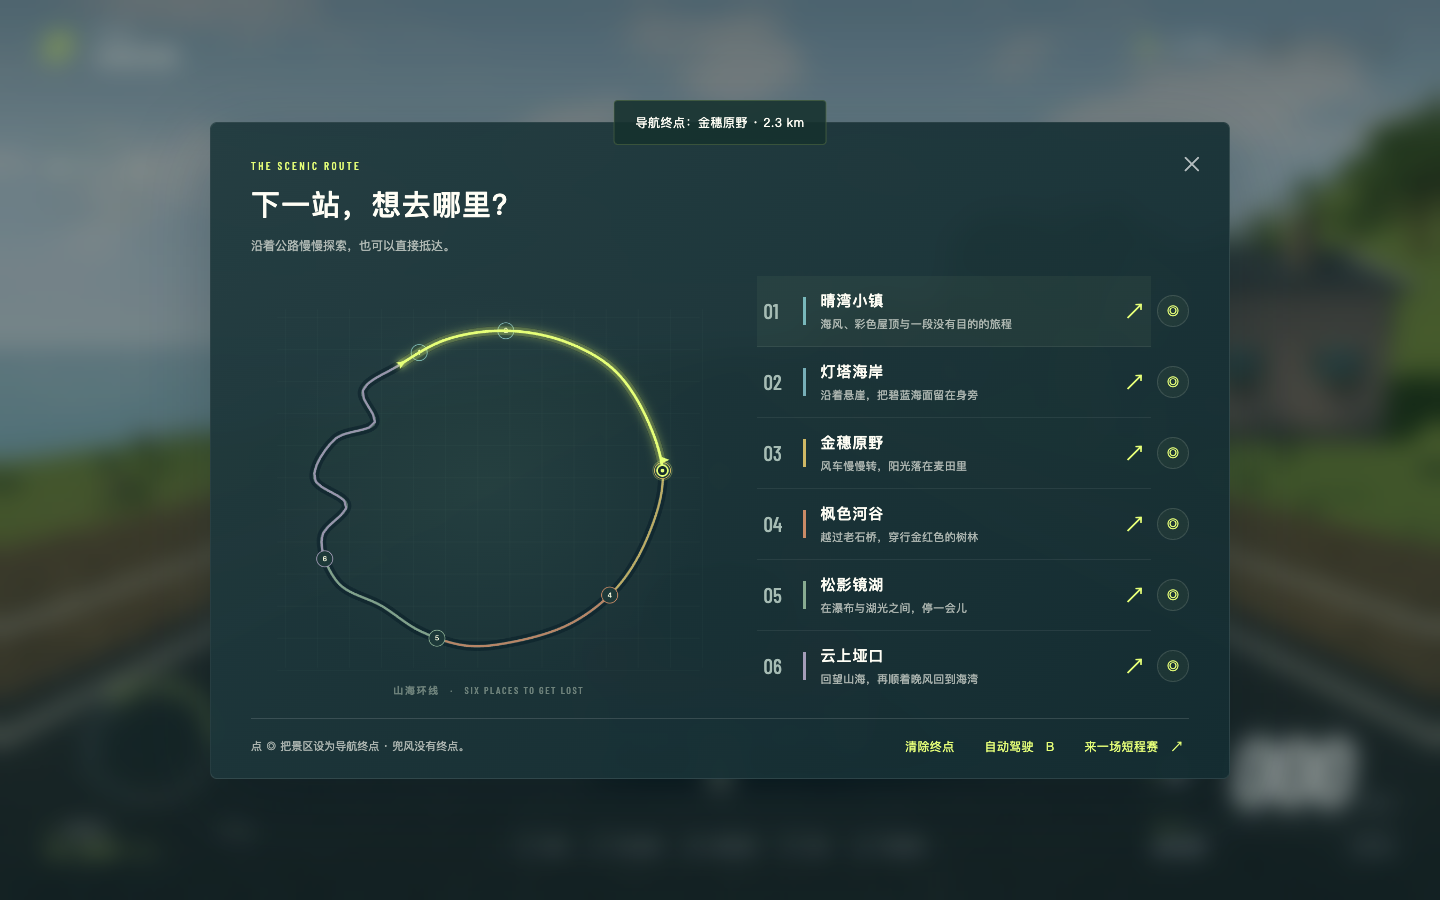 导航终点：金穗原野 · 2.3 km
THE SCENIC ROUTE
下一站，想去哪里？
沿着公路慢慢探索，也可以直接抵达。
01 晴湾小镇
海风、彩色屋顶与一段没有目的的旅程
02 灯塔海岸
沿着悬崖，把碧蓝海面留在身旁
03 金穗原野
风车慢慢转，阳光落在麦田里
04 枫色河谷
越过老石桥，穿行金红色的树林
05 松影镜湖
在瀑布与湖光之间，停一会儿
06 云上垭口
回望山海，再顺着晚风回到海湾
6
4
5
山海环线 · SIX PLACES TO GET LOST
点 ◎ 把景区设为导航终点 · 兜风没有终点。
清除终点 自动驾驶 B 来一场短程赛 ↗